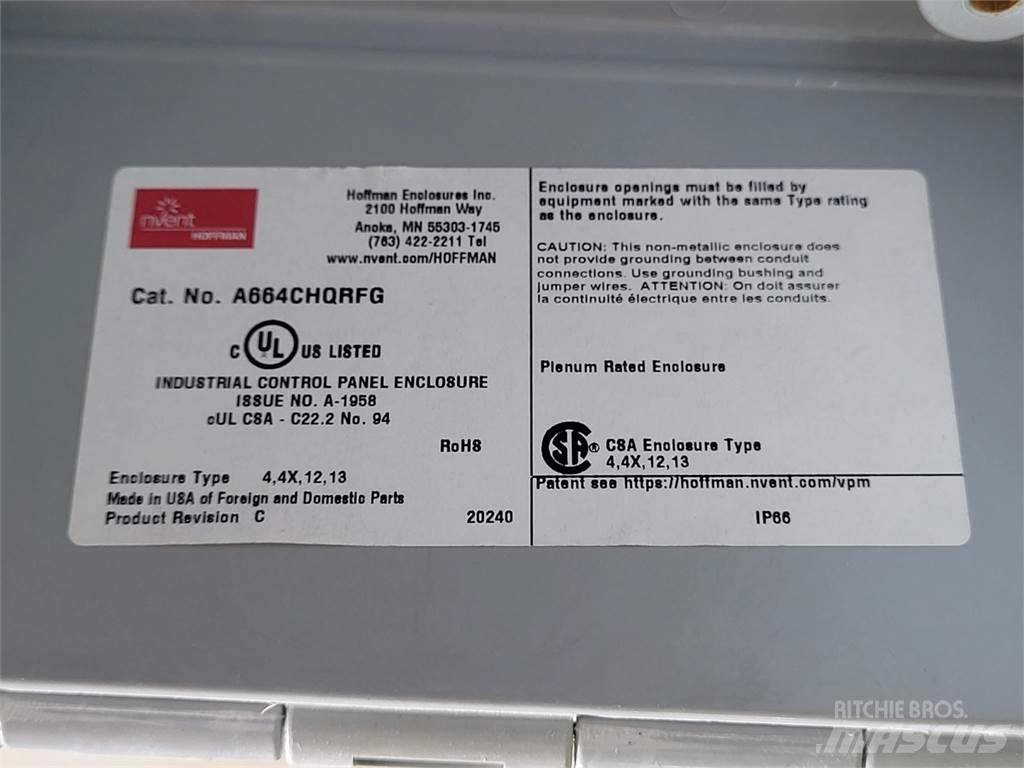 nvent
HOFFMAN
Hoffman Enclosures Inc.
2100 Hoffman Way
Anoka, MN 55303-1745
(763) 422-2211 Tel
www.nvent.com/HOFFMAN
Cat. No. A664CHQRFG
C UL US LISTED
INDUSTRIAL CONTROL PANEL ENCLOSURE
ISSUE NO. A-1958
cUL CSA - C22.2 No. 94
RoHS
Enclosure Type 4,4X,12,13
Made in USA of Foreign and Domestic Parts
Product Revision C 20240
Enclosure openings must be filled by
equipment marked with the same Type rating
as the enclosure.
CAUTION: This non-metallic enclosure does
not provide grounding between conduit
connections. Use grounding bushing and
jumper wires. ATTENTION: On doit assurer
la continuité électrique entre les conduits.
Plenum Rated Enclosure
CSA ® CSA Enclosure Type
4,4X,12,13
Patent see https://hoffman.nvent.com/vpm
IP66
RITCHIE BROS.
MASCUS